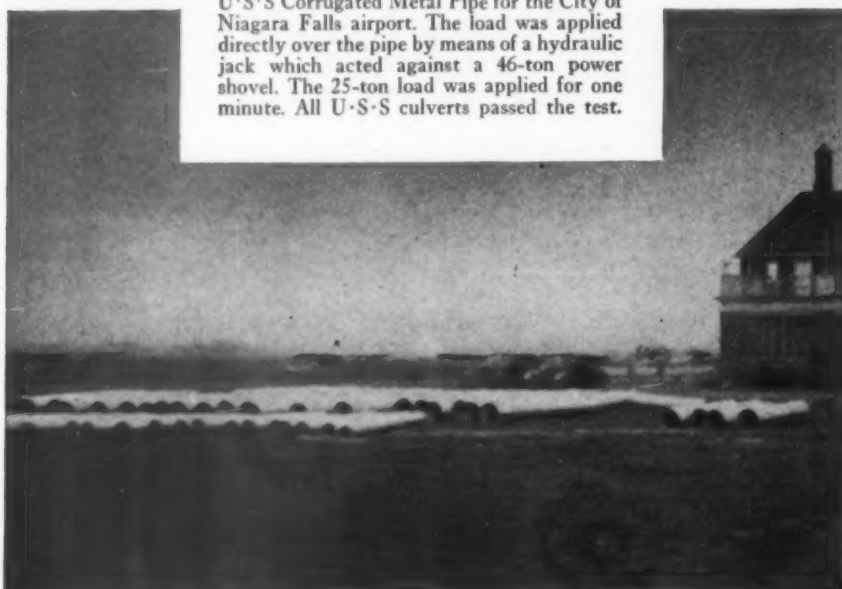 U·S·S Corrugated Metal Pipe for the City of
Niagara Falls airport. The load was applied
directly over the pipe by means of a hydraulic
jack which acted against a 46-ton power
shovel. The 25-ton load was applied for one
minute. All U·S·S culverts passed the test.